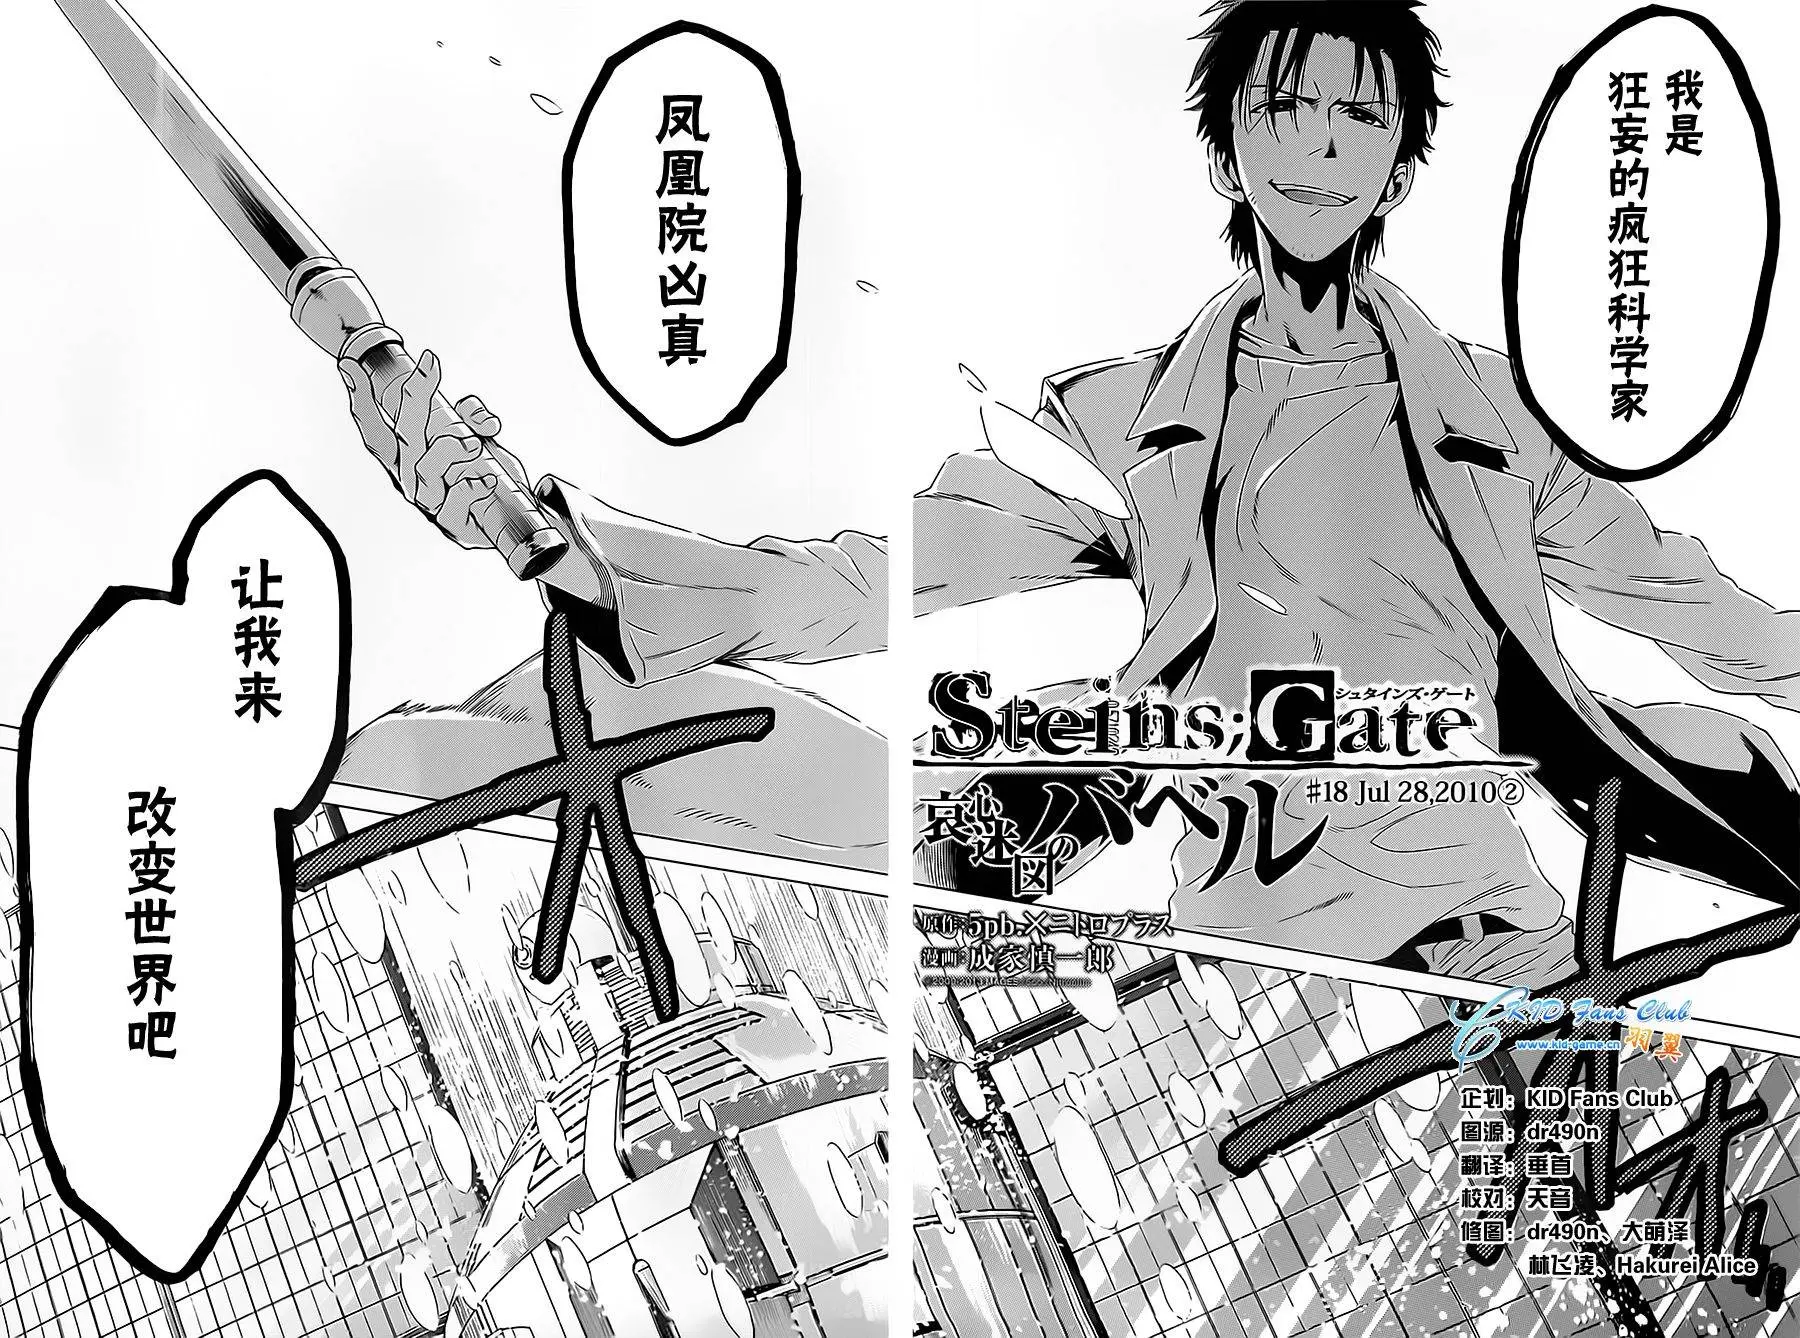 我是
狂妄的疯狂科学家
凤凰院凶真
让我来
改变世界吧
Steins;Gate
シュタインズ・ゲート
哀心迷図のバベル
#18 Jul 28,2010②
原作:5pb.×ニトロプラス
漫画:成家慎一郎
KID Fans Club
www.kid-game.cn 羽翼
企划: KID Fans Club
图源: dr490n
翻译: 垂首
校对: 天音
修图: dr490n、大萌泽
林飞凌、Hakurei Alice